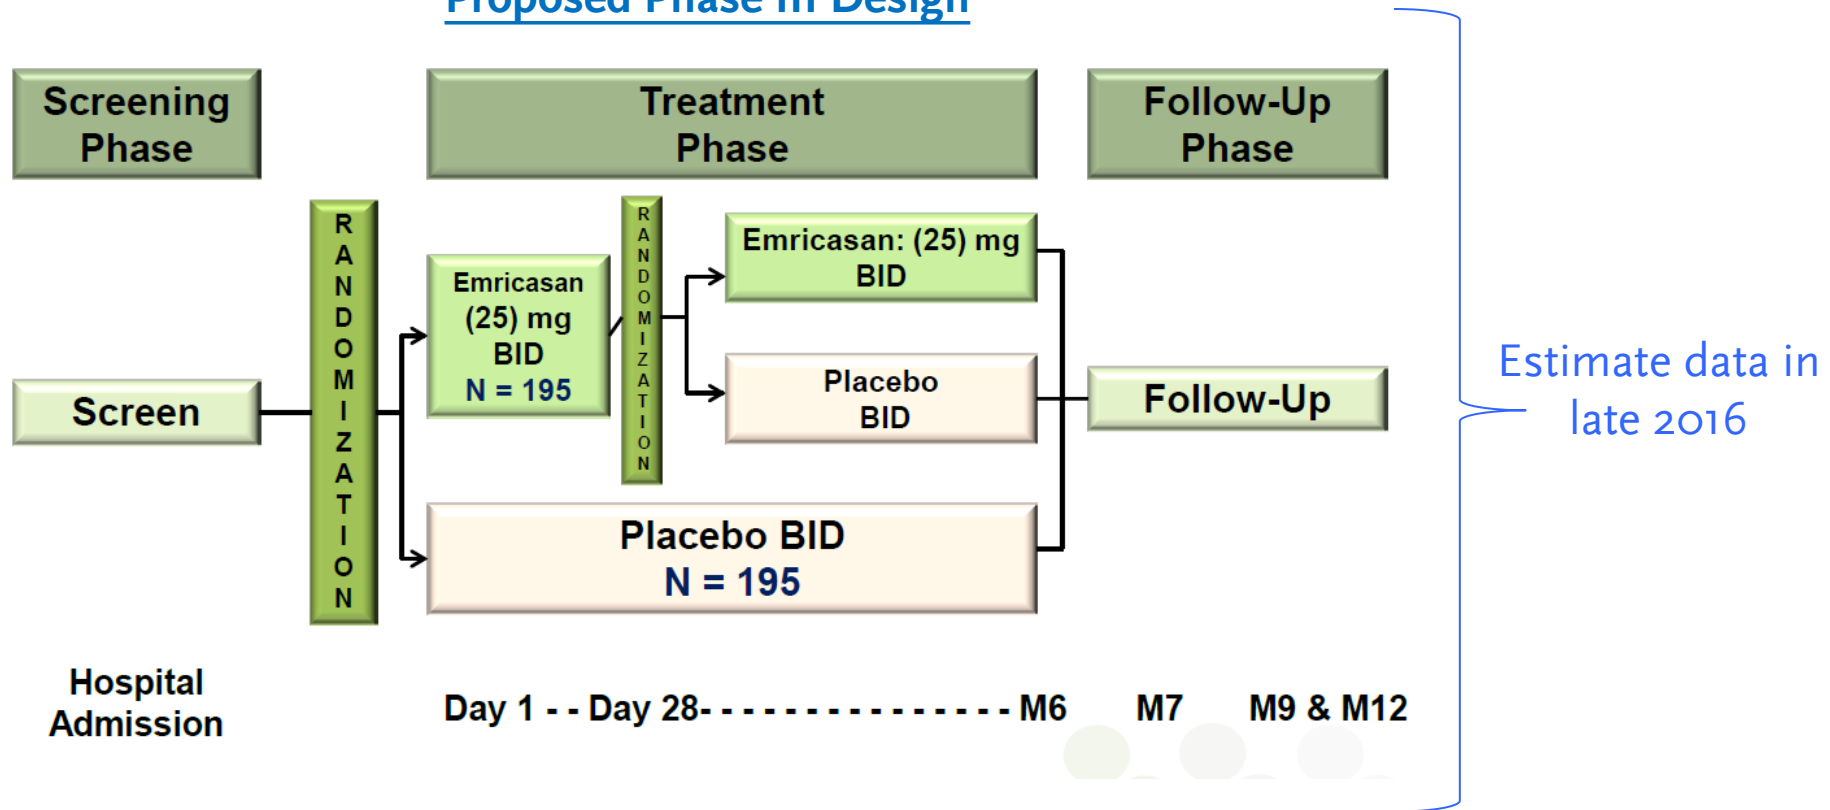 Proposed Phase III Design
Screening
Phase
Treatment
Phase
Follow-Up
Phase
RANDOMIZATION
Emricasan
(25) mg
BID
N = 195
RANDOMIZATION
Emricasan: (25) mg
BID
Placebo
BID
Screen
Follow-Up
Placebo BID
N = 195
Estimate data in
late 2016
Hospital
Admission
Day 1 - - Day 28- - - - - - - - - - - - - - - M6 M7 M9 & M12